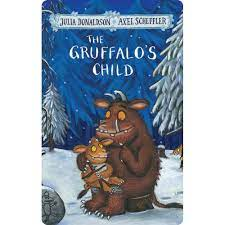 JULIA DONALDSON AXEL SCHEFFLER
THE
GRUFFALO'S
CHILD